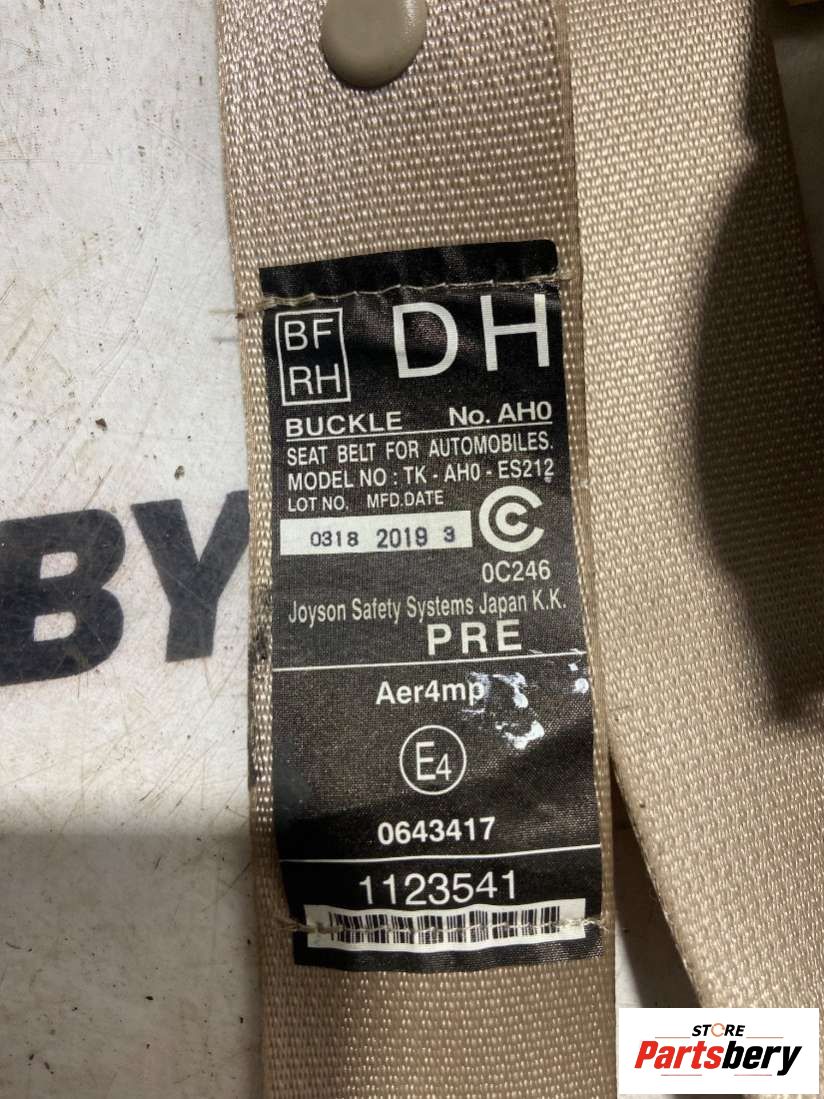 BF
RH
DH
BUCKLE No. AH0
SEAT BELT FOR AUTOMOBILES.
MODEL NO : TK - AH0 - ES212
LOT NO. MFD.DATE
0318 2019 3
C
0C246
Joyson Safety Systems Japan K.K.
PRE
Aer4mp
E4
0643417
1123541
BY
STORE
Partsbery